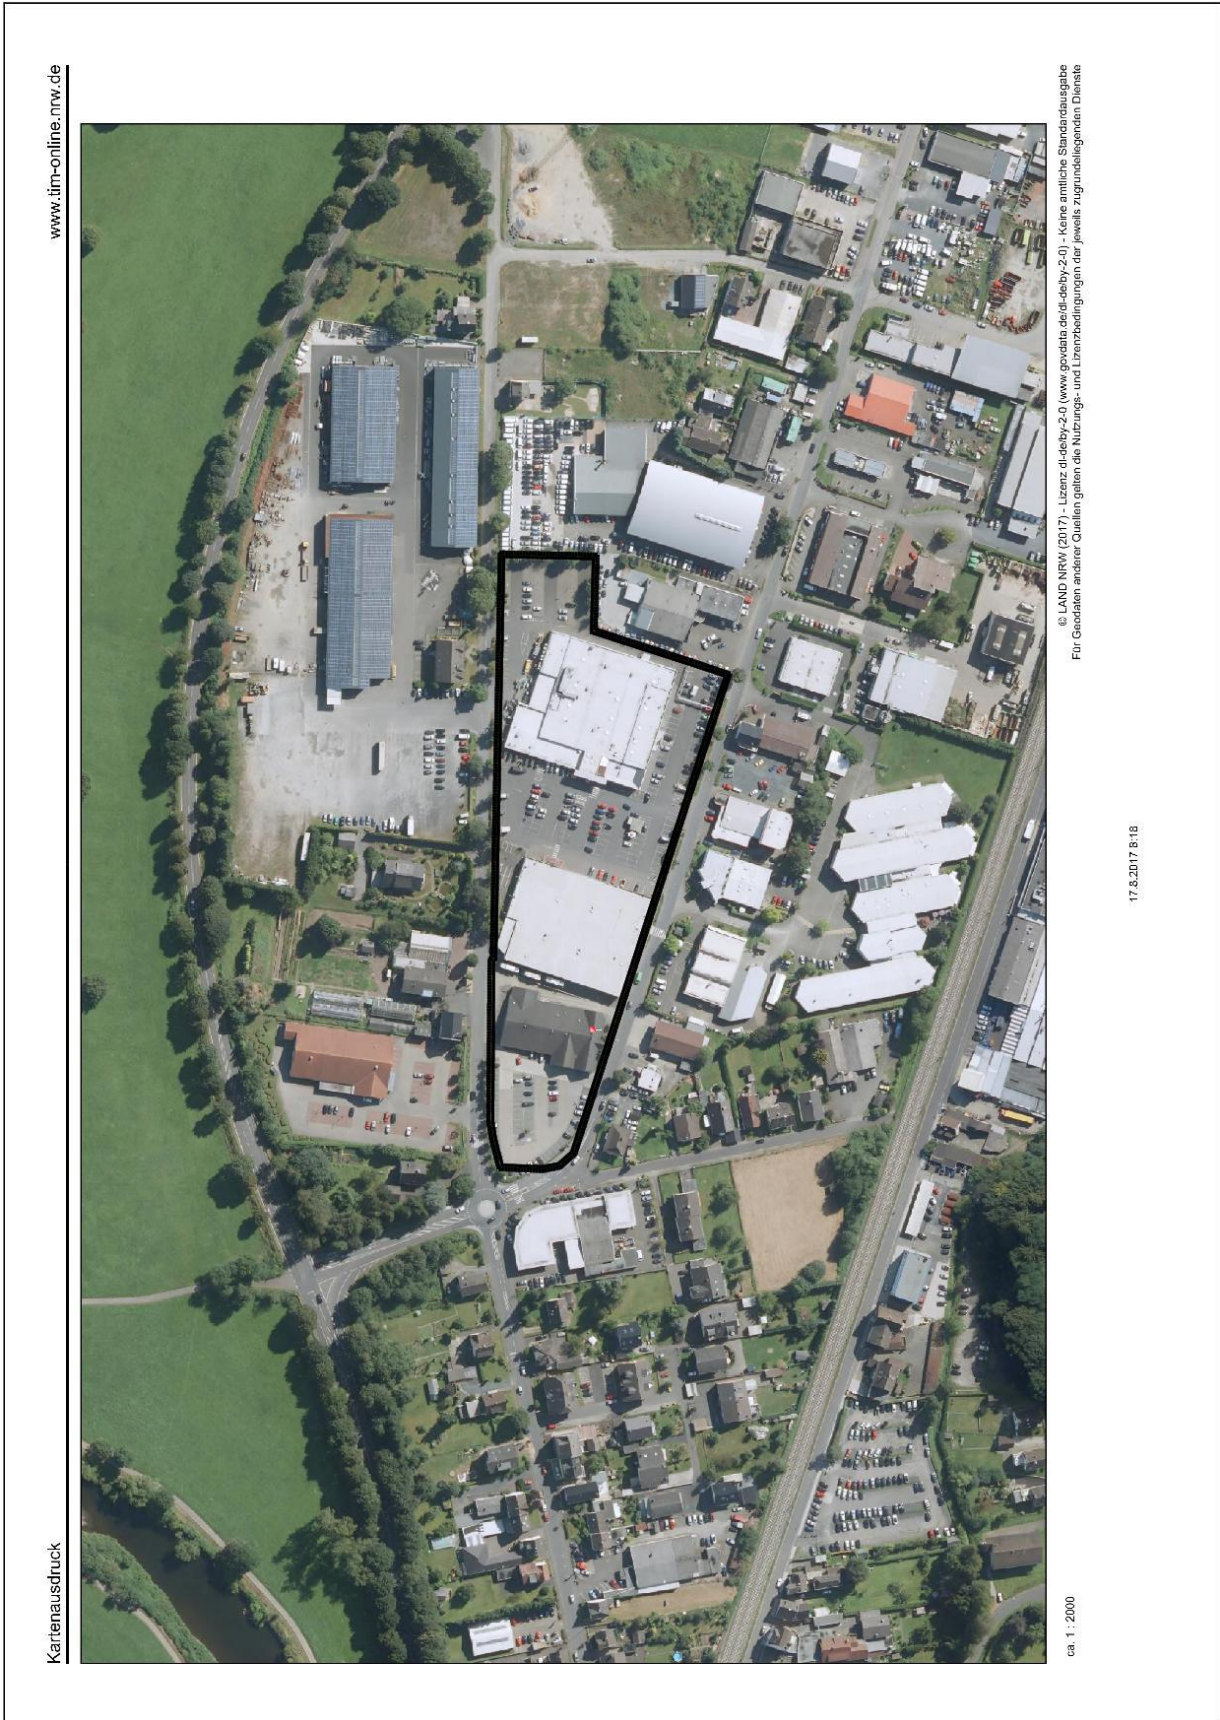 Kartenausdruck
www.tim-online.nrw.de
ca. 1 : 2000
© LAND NRW (2017) - Lizenz dl-de/by-2-0 (www.govdata.de/dl-de/by-2-0) - Keine amtliche Standardausgabe
Für Geodaten anderer Quellen gelten die Nutzungs- und Lizenzbedingungen der jeweils zugrundeliegenden Dienste
17.8.2017 8:18